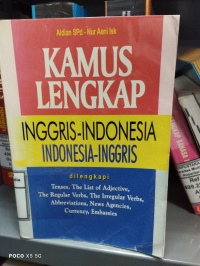 Aidian SPd - Nur Aeni Isk
KAMUS
LENGKAP
INGGRIS-INDONESIA
INDONESIA-INGGRIS
dilengkapi
Tenses, The List of Adjective,
The Regular Verbs, The Irregular Verbs,
Abbreviations, News Agencies,
Currency, Embassies
POCO X5 5G